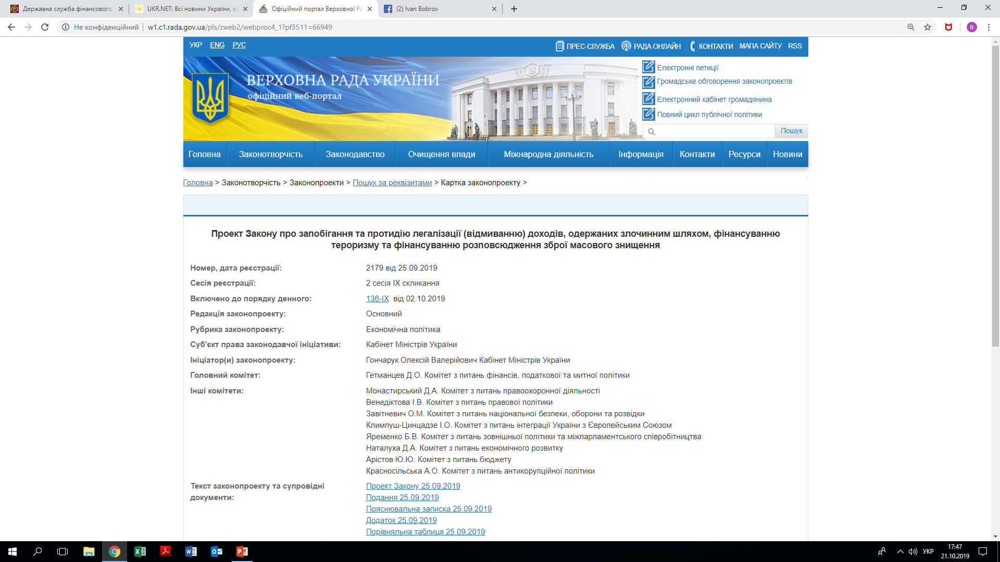 Державна служба фінансового
UKR.NET: Всі новини України, ос
Офіційний портал Верховної Ра
(2) Ivan Bobrov
Не конфіденційний
w1.c1.rada.gov.ua/pls/zweb2/webproc4_1?pf3511=66949
B
УКР ENG РУС
ПРЕС-СЛУЖБА РАДА ОНЛАЙН КОНТАКТИ МАПА САЙТУ RSS
ВЕРХОВНА РАДА УКРАЇНИ
офіційний веб-портал
Електронні петиції
Громадське обговорення законопроектів
Електронний кабінет громадянина
Повний цикл публічної політики
Пошук
Головна Законотворчість Законодавство Очищення влади Міжнародна діяльність Інформація Контакти Ресурси Новини
Головна > Законотворчість > Законопроекти > Пошук за реквізитами > Картка законопроекту >
Проект Закону про запобігання та протидію легалізації (відмиванню) доходів, одержаних злочинним шляхом, фінансуванню
тероризму та фінансуванню розповсюдження зброї масового знищення
Номер, дата реєстрації: 2179 від 25.09.2019
Сесія реєстрації: 2 сесія IX скликання
Включено до порядку денного: 136-IX від 02.10.2019
Редакція законопроекту: Основний
Рубрика законопроекту: Економічна політика
Суб'єкт права законодавчої ініціативи: Кабінет Міністрів України
Ініціатор(и) законопроекту: Гончарук Олексій Валерійович Кабінет Міністрів України
Головний комітет: Гетманцев Д.О. Комітет з питань фінансів, податкової та митної політики
Інші комітети: Монастирський Д.А. Комітет з питань правоохоронної діяльності
Венедіктова І.В. Комітет з питань правової політики
Завітневич О.М. Комітет з питань національної безпеки, оборони та розвідки
Климпуш-Цинцадзе І.О. Комітет з питань інтеграції України з Європейським Союзом
Яременко Б.В. Комітет з питань зовнішньої політики та міжпарламентського співробітництва
Наталуха Д.А. Комітет з питань економічного розвитку
Арістов Ю.Ю. Комітет з питань бюджету
Красносільська А.О. Комітет з питань антикорупційної політики
Текст законопроекту та супровідні
документи:
Проект Закону 25.09.2019
Подання 25.09.2019
Пояснювальна записка 25.09.2019
Додаток 25.09.2019
Порівняльна таблиця 25.09.2019
УКР
17:47
21.10.2019